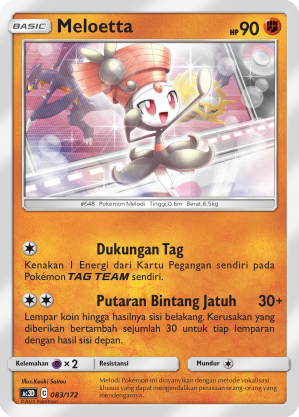 BASIC Meloetta HP 90
#648 Pokémon Melodi Tinggi,0.6m Berat,6.5kg
Dukungan Tag
Kenakan 1 Energi dari Kartu Pegangan sendiri pada
Pokémon TAG TEAM sendiri.
Putaran Bintang Jatuh 30+
Lempar koin hingga hasilnya sisi belakang. Kerusakan yang
diberikan bertambah sejumlah 30 untuk tiap lemparan
dengan hasil sisi depan.
Kelemahan ×2 Resistansi Mundur
Illus.Kouki Saitou
083/172
Melodi Pokémon ini dinyanyikan dengan metode vokalisasi
khusus yang dapat mengendalikan perasaan orang-orang yang
mendengarnya.